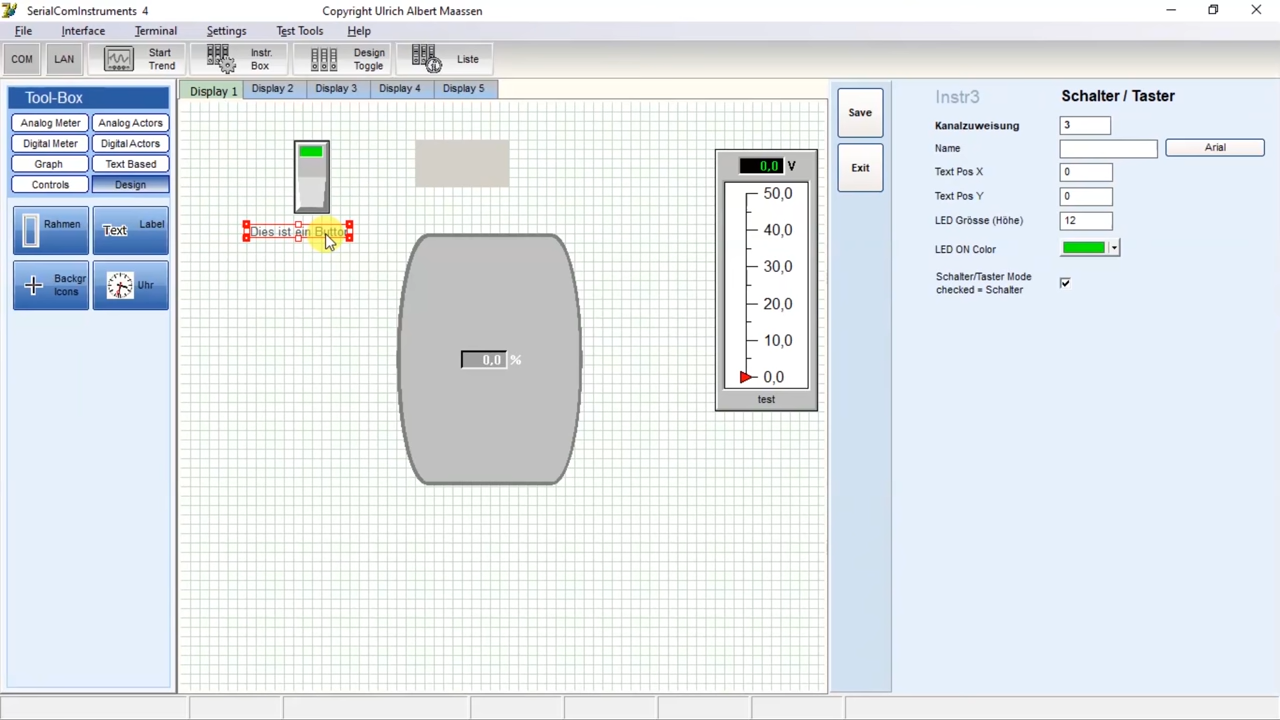 SerialComInstruments 4
Copyright Ulrich Albert Maassen
File Interface Terminal Settings Test Tools Help
COM
LAN
Start Trend
Instr. Box
Design Toggle
Liste
Tool-Box
Analog Meter
Analog Actors
Digital Meter
Digital Actors
Graph
Text Based
Controls
Design
Rahmen
Text Label
Backgr Icons
Uhr
Display 1 Display 2 Display 3 Display 4 Display 5
Dies ist ein Button
0,0 %
0,0 V
50,0
40,0
30,0
20,0
10,0
0,0
test
Save
Exit
Instr3
Schalter / Taster
Kanalzuweisung 3
Name
Arial
Text Pos X 0
Text Pos Y 0
LED Grösse (Höhe) 12
LED ON Color
Schalter/Taster Mode
checked = Schalter